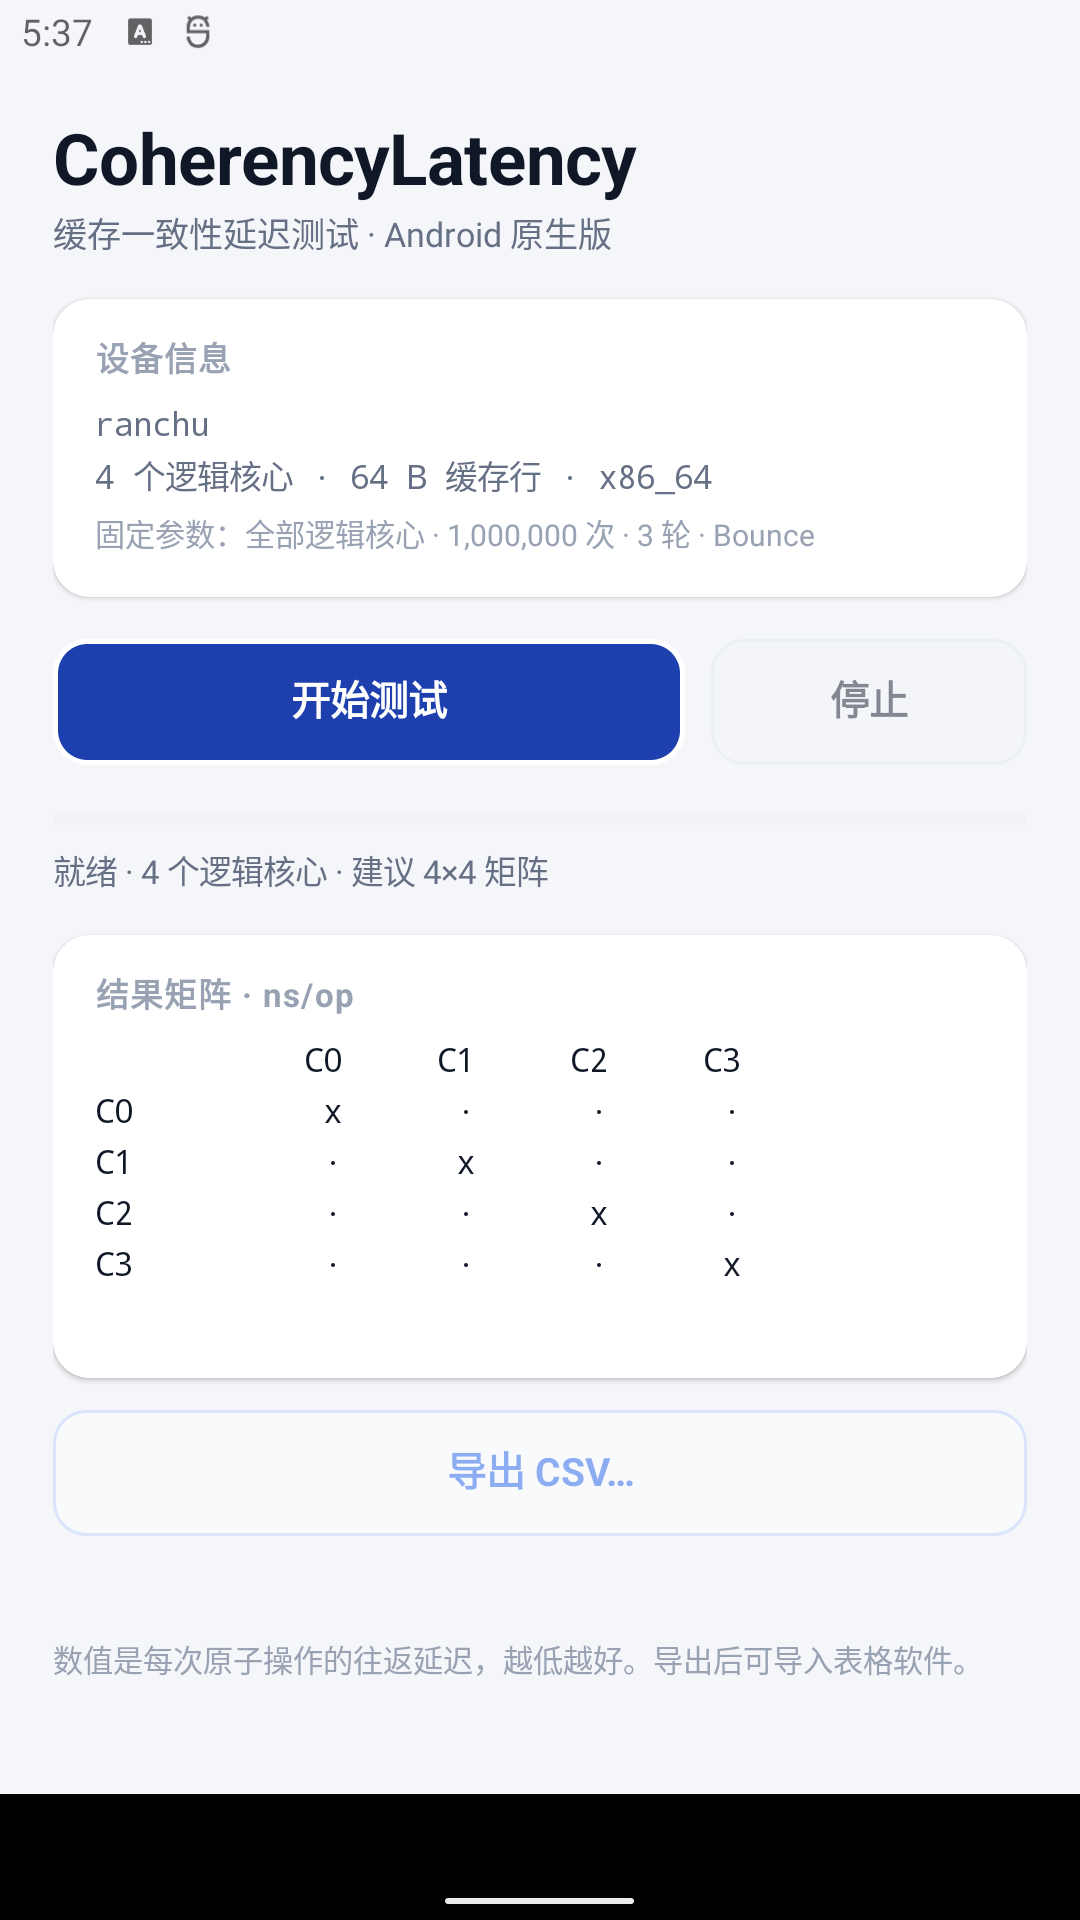 5:37
CoherencyLatency
缓存一致性延迟测试 · Android 原生版
设备信息
ranchu
4 个逻辑核心 · 64 B 缓存行 · x86_64
固定参数：全部逻辑核心 · 1,000,000 次 · 3 轮 · Bounce
开始测试
停止
就绪 · 4 个逻辑核心 · 建议 4×4 矩阵
结果矩阵 · ns/op
C0 C1 C2 C3
C0 x · · ·
C1 · x · ·
C2 · · x ·
C3 · · · x
导出 CSV…
数值是每次原子操作的往返延迟，越低越好。导出后可导入表格软件。